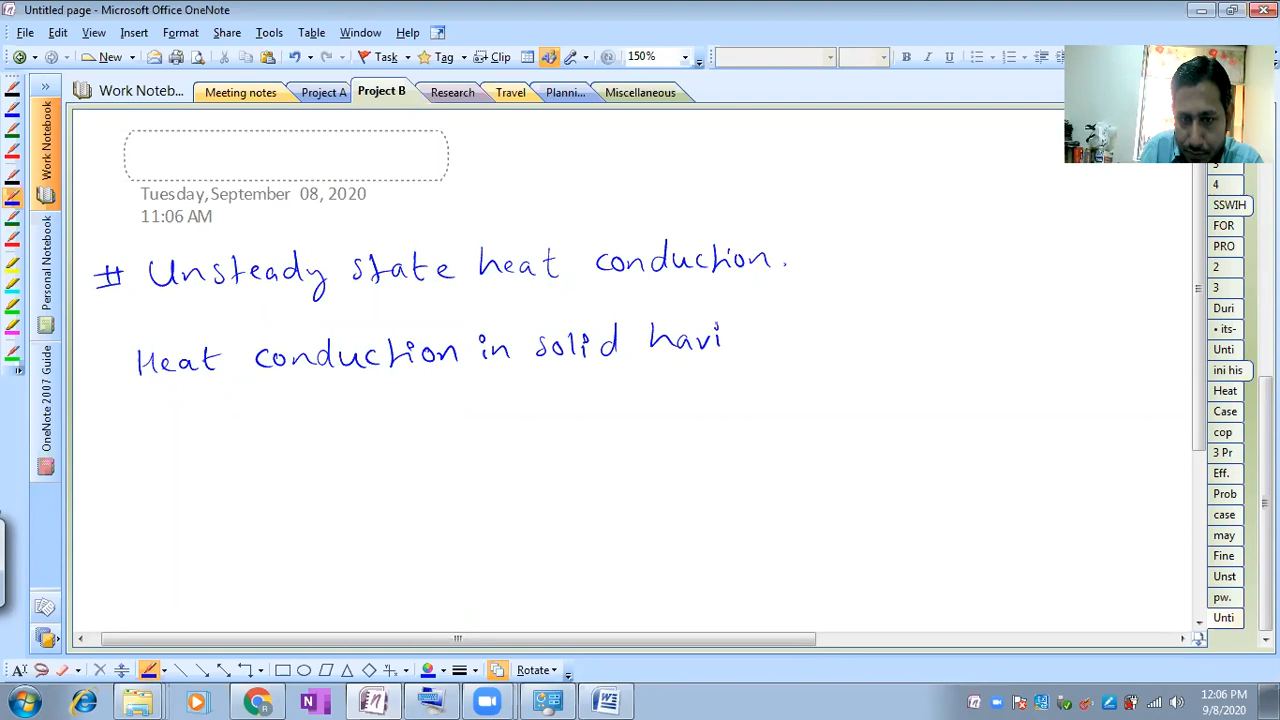 Untitled page - Microsoft Office OneNote
File Edit View Insert Format Share Tools Table Window Help
New Task Tag Clip 150% B I U
Work Noteb... Meeting notes Project A Project B Research Travel Planni... Miscellaneous
Work Notebook
Personal Notebook
OneNote 2007 Guide
Tuesday, September 08, 2020
11:06 AM
# Unsteady state heat conduction.
Heat conduction in solid havi
4
SSWIH
FOR
PRO
2
3
Duri
• its-
Unti
ini his
Heat
Case
cop
3 Pr
Eff.
Prob
case
may
Fine
Unst
pw.
Unti
Rotate
12:06 PM
9/8/2020